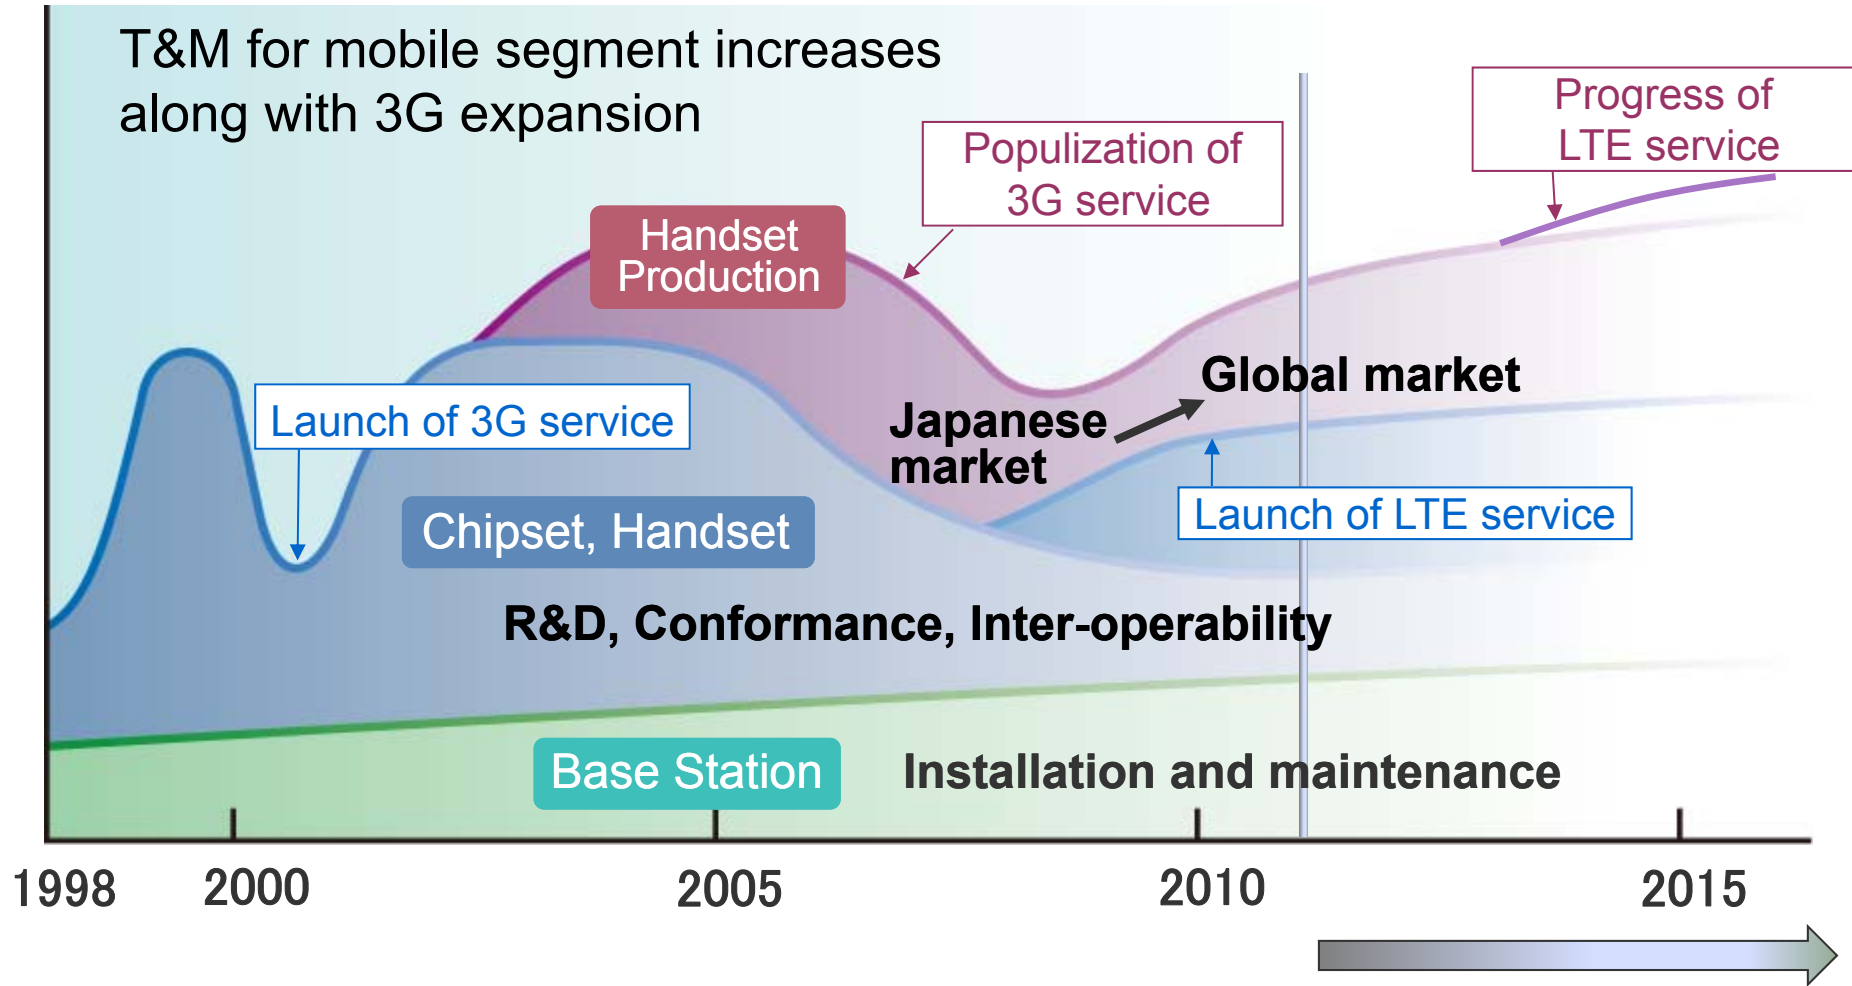 T&M for mobile segment increases
along with 3G expansion
Progress of
LTE service
Populization of
3G service
Handset
Production
Global market
Japanese
market
Launch of 3G service
Launch of LTE service
Chipset, Handset
R&D, Conformance, Inter-operability
Base Station
Installation and maintenance
1998
2000
2005
2010
2015